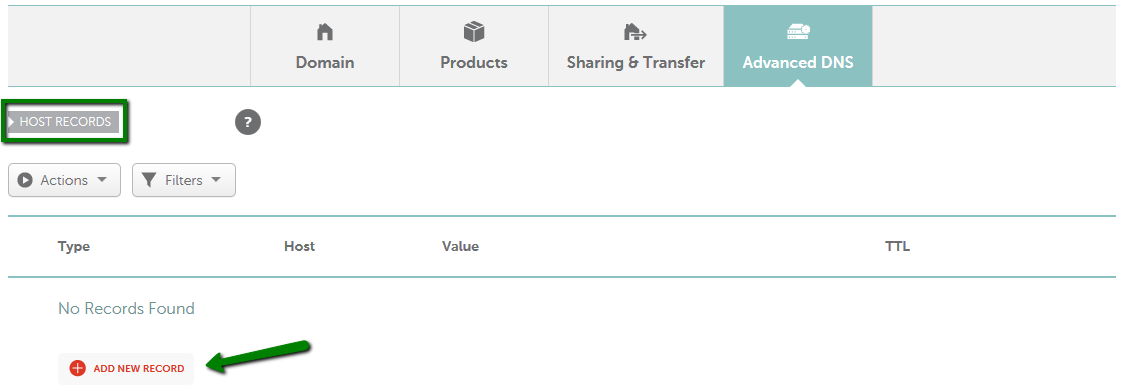 Domain
Products
Sharing & Transfer
Advanced DNS
HOST RECORDS
?
Actions
Filters
Type Host Value TTL
No Records Found
ADD NEW RECORD